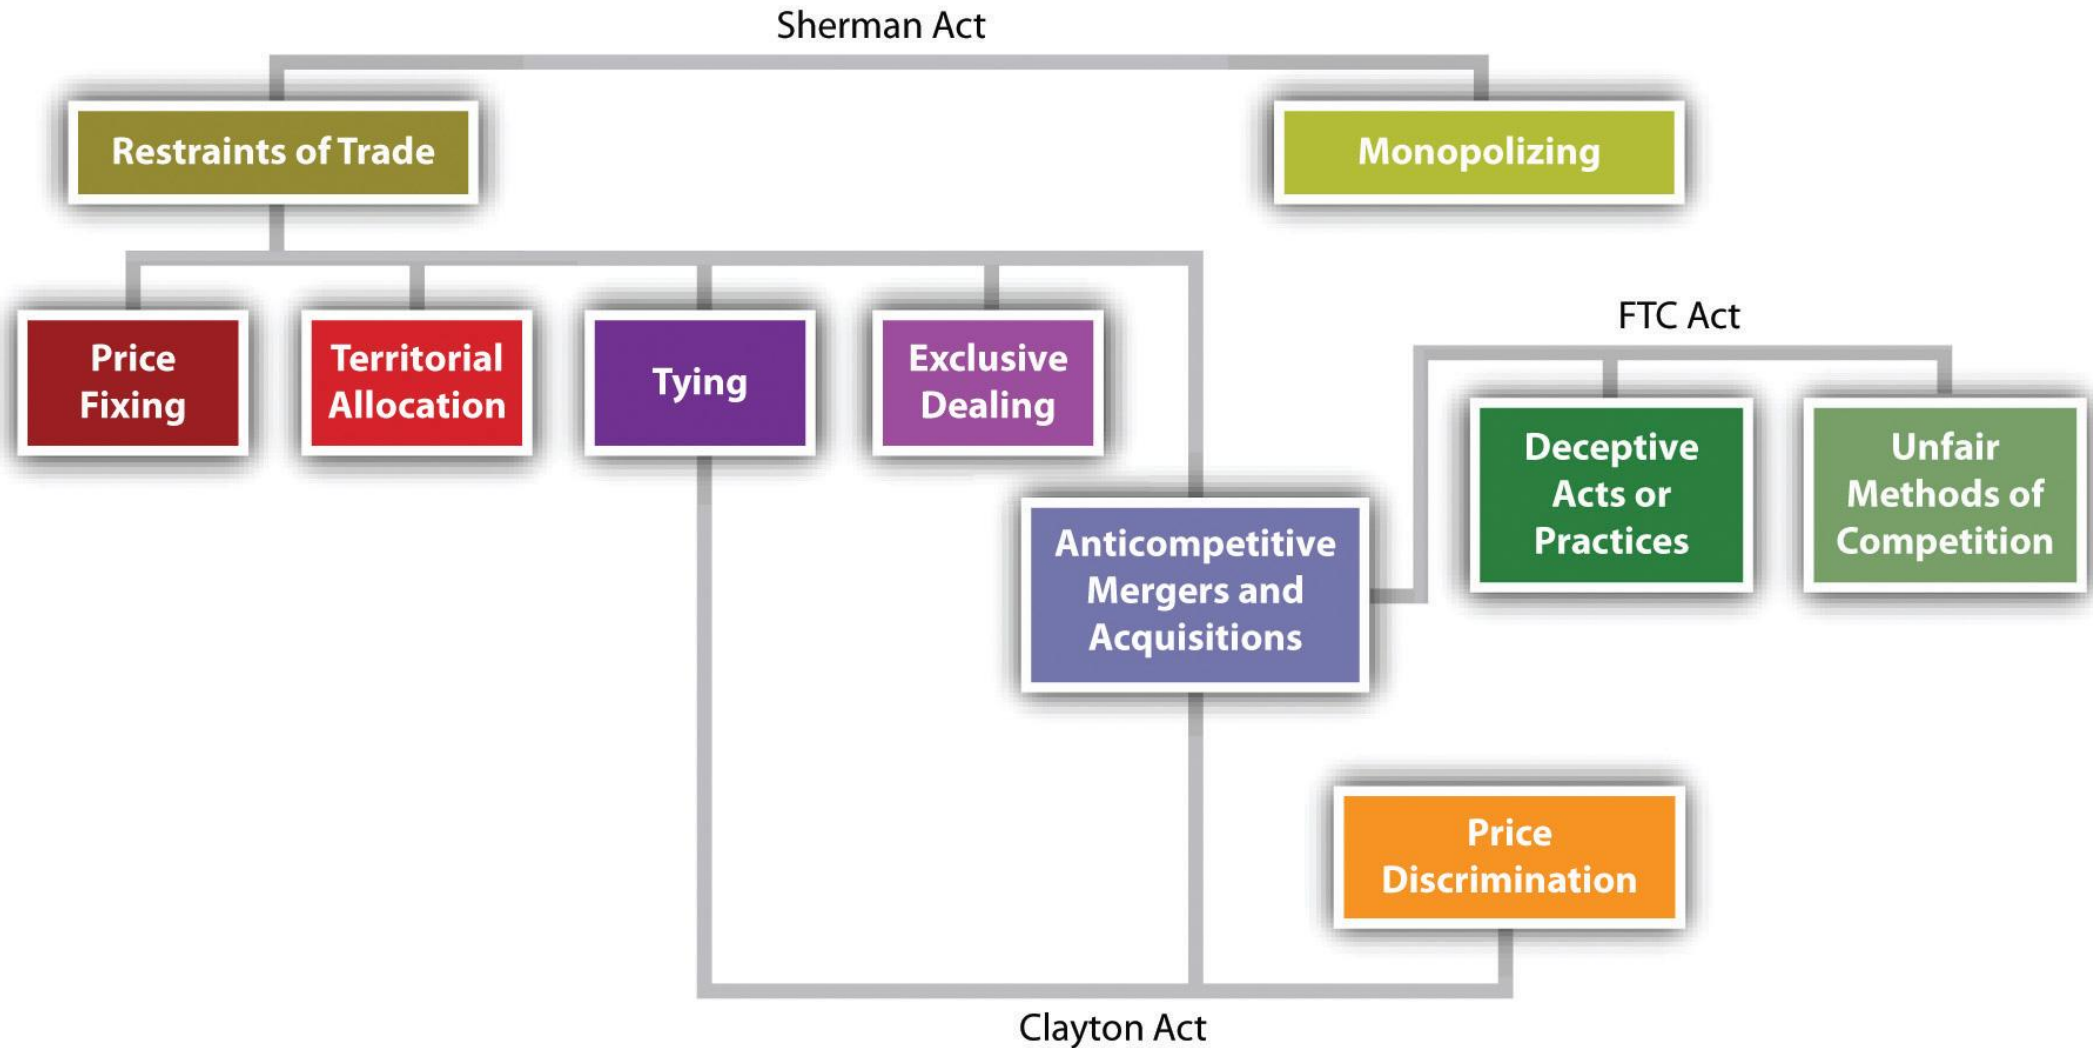 Sherman Act
Restraints of Trade
Monopolizing
Price
Fixing
Territorial
Allocation
Tying
Exclusive
Dealing
FTC Act
Deceptive
Acts or
Practices
Unfair
Methods of
Competition
Anticompetitive
Mergers and
Acquisitions
Price
Discrimination
Clayton Act